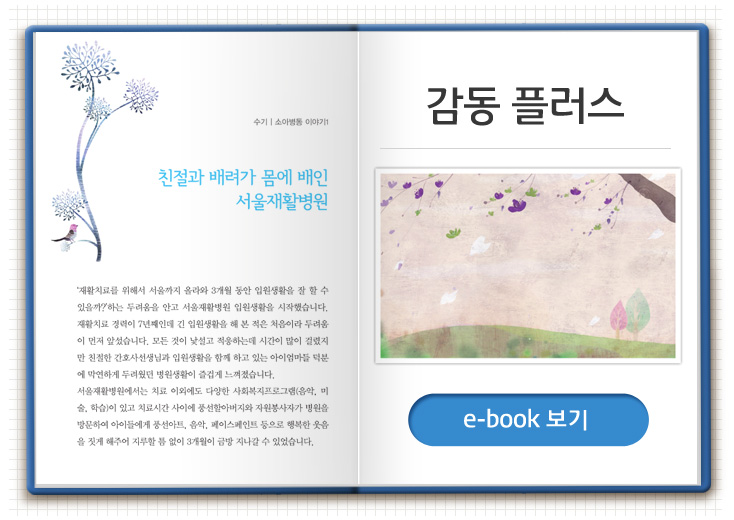 수기 | 소아병동 이야기1
친절과 배려가 몸에 배인
서울재활병원
"재활치료를 위해서 서울까지 올라와 3개월 동안 입원생활을 잘 할 수
있을까?'하는 두려움을 안고 서울재활병원 입원생활을 시작했습니다.
재활치료 경력이 7년째인데 긴 입원생활을 해 본 적은 처음이라 두려움
이 먼저 앞섰습니다. 모든 것이 낯설고 적응하는데 시간이 많이 걸렸지
만 친절한 간호사선생님과 입원생활을 함께 하고 있는 아이엄마들 덕분
에 막연하게 두려웠던 병원생활이 즐겁게 느껴졌습니다.
서울재활병원에서는 치료 이외에도 다양한 사회복지프로그램(음악, 미
술, 학습)이 있고 치료시간 사이에 풍선할아버지와 자원봉사자가 병원을
방문하여 아이들에게 풍선아트, 음악, 페이스페인트 등으로 행복한 웃음
을 짓게 해주어 지루할 틈 없이 3개월이 금방 지나갈 수 있었습니다.
감동 플러스
e-book 보기